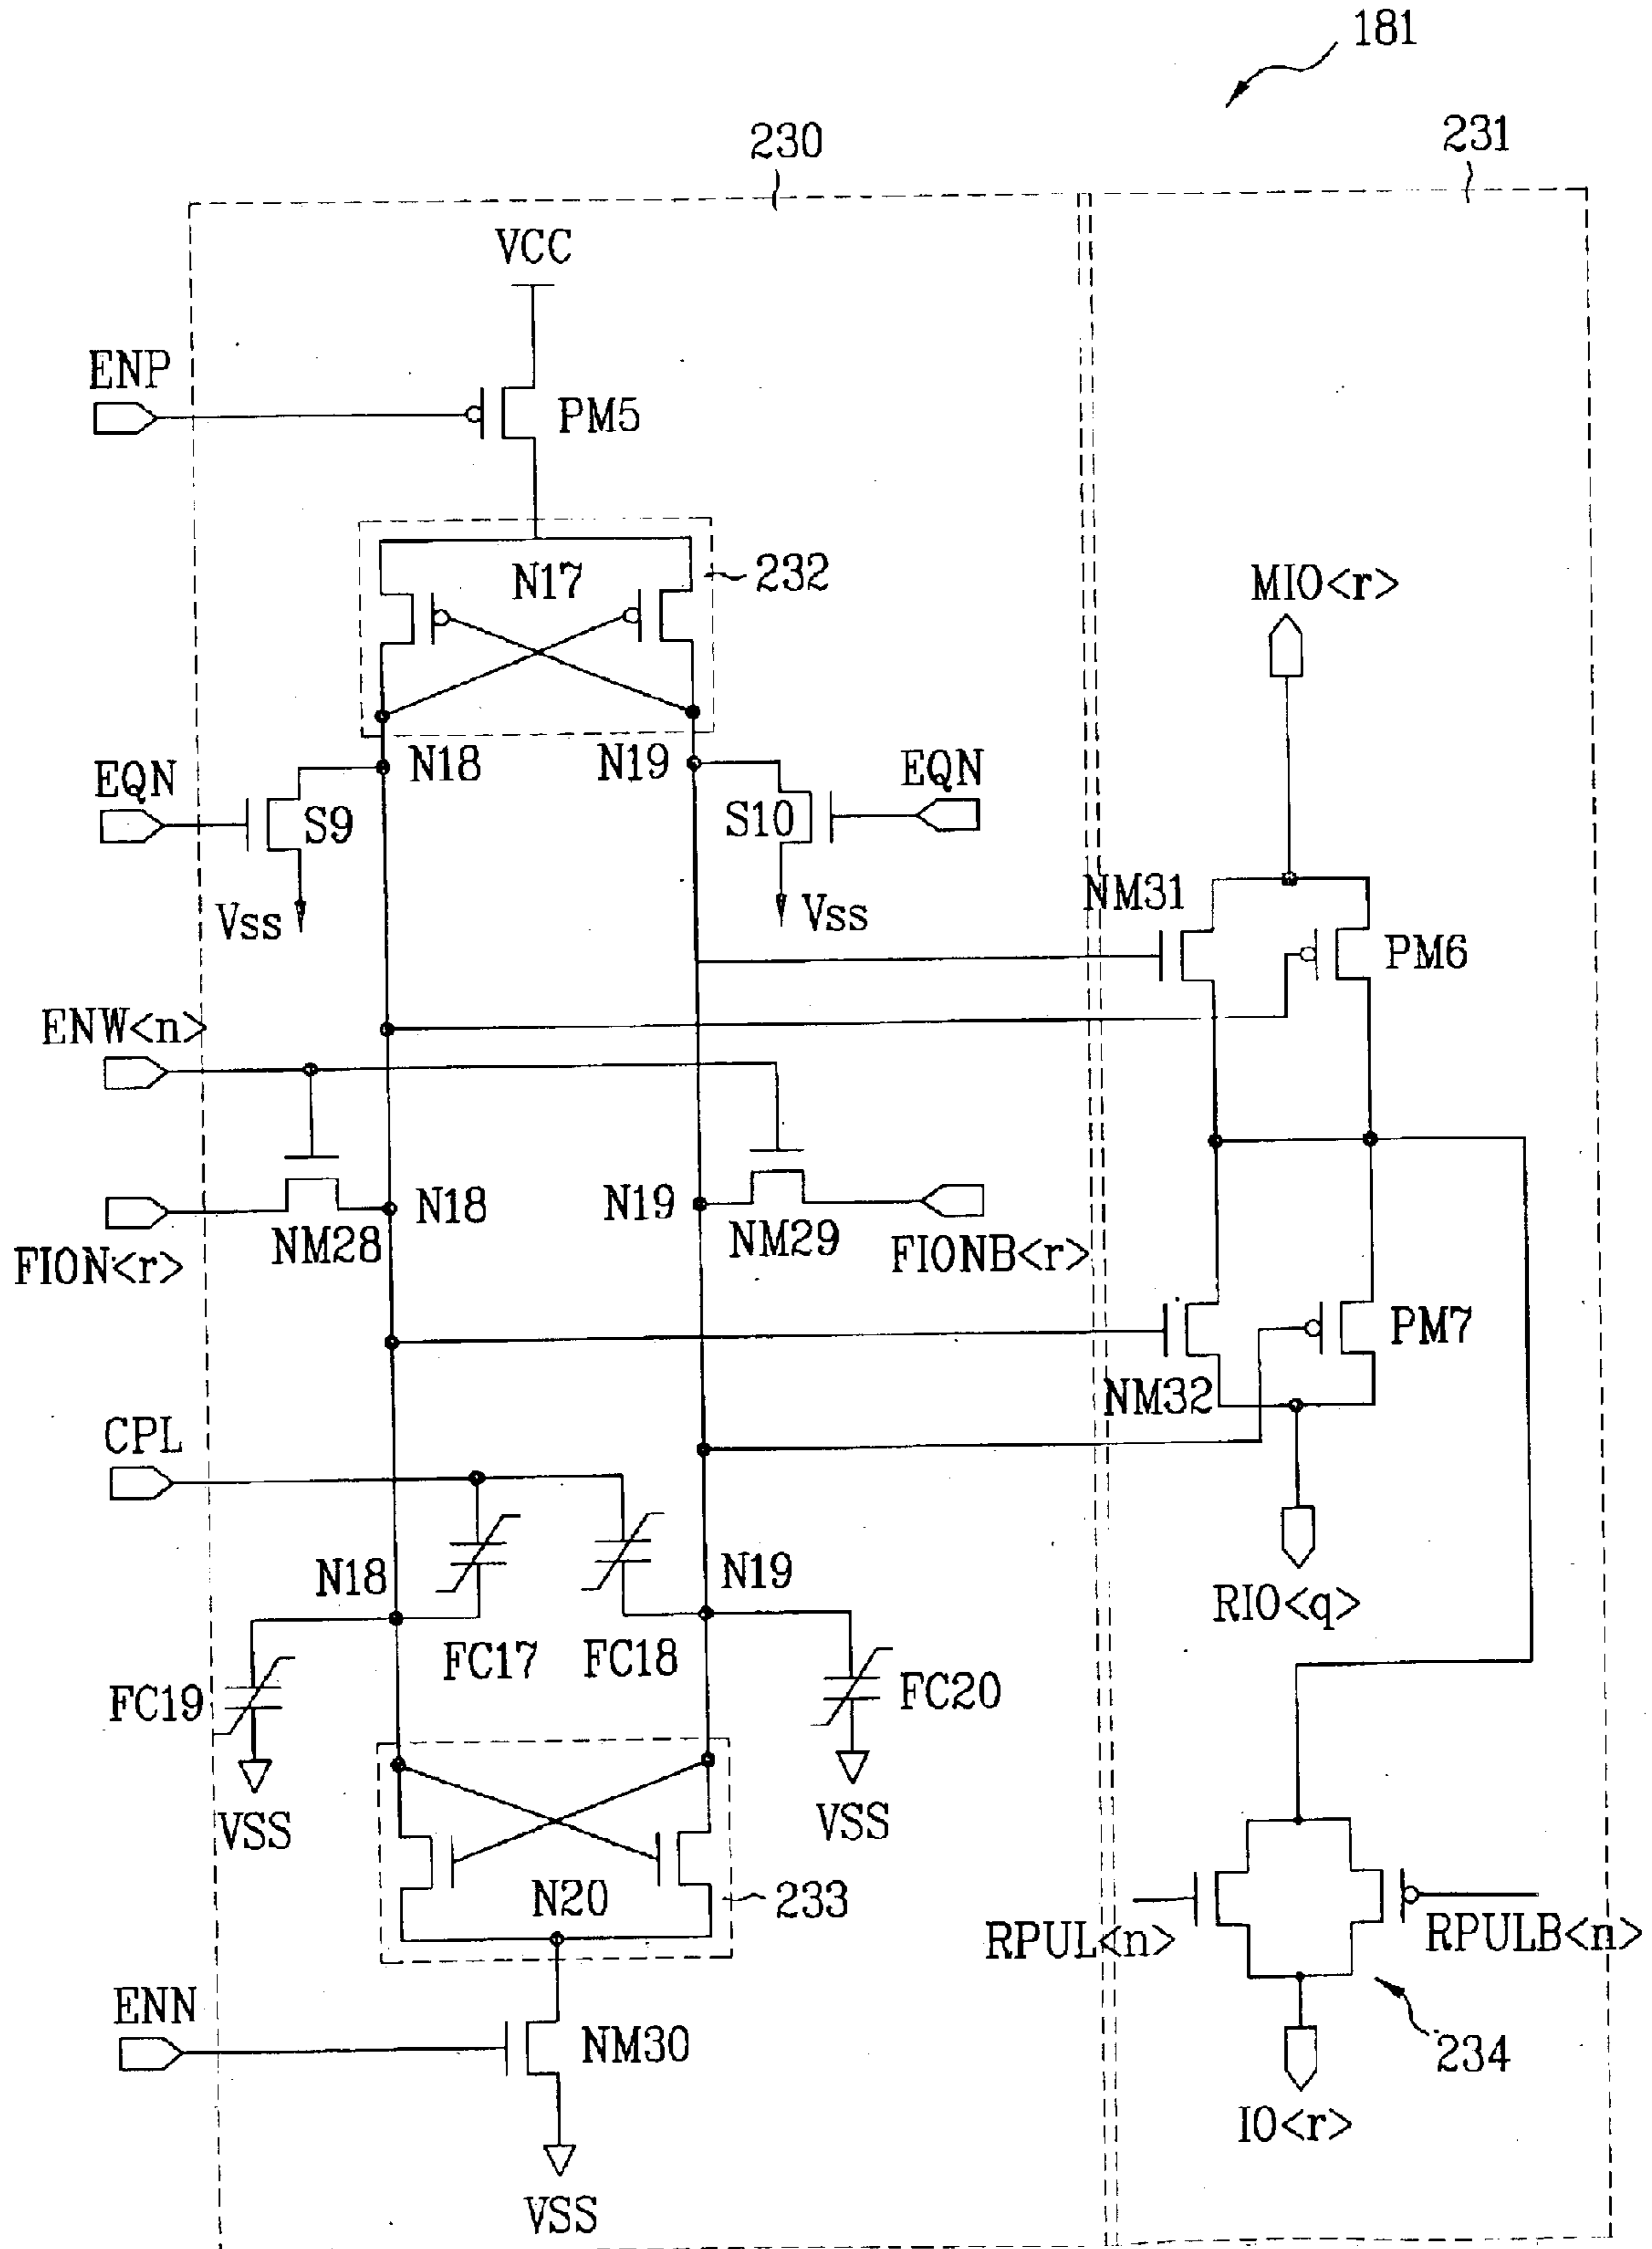 181
230
231
VCC
ENP
PM5
N17
232
MIO<r>
EQN
N18
N19
EQN
S9
S10
Vss
Vss
NM31
PM6
ENW<n>
N18
N19
NM28
NM29
FION<r>
FIONB<r>
PM7
NM32
CPL
N18
N19
RIO<q>
FC17
FC18
FC19
FC20
VSS
VSS
N20
233
RPUL<n>
RPULB<n>
ENN
NM30
234
IO<r>
VSS